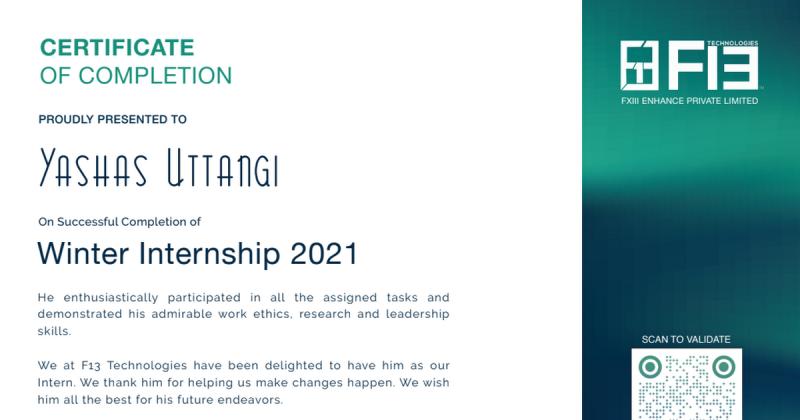 CERTIFICATE
OF COMPLETION
PROUDLY PRESENTED TO
Yashas Uttangi
On Successful Completion of
Winter Internship 2021
He enthusiastically participated in all the assigned tasks and
demonstrated his admirable work ethics, research and leadership
skills.
We at F13 Technologies have been delighted to have him as our
Intern. We thank him for helping us make changes happen. We wish
him all the best for his future endeavors.
TECHNOLOGIES
F13
FXIII ENHANCE PRIVATE LIMITED
SCAN TO VALIDATE